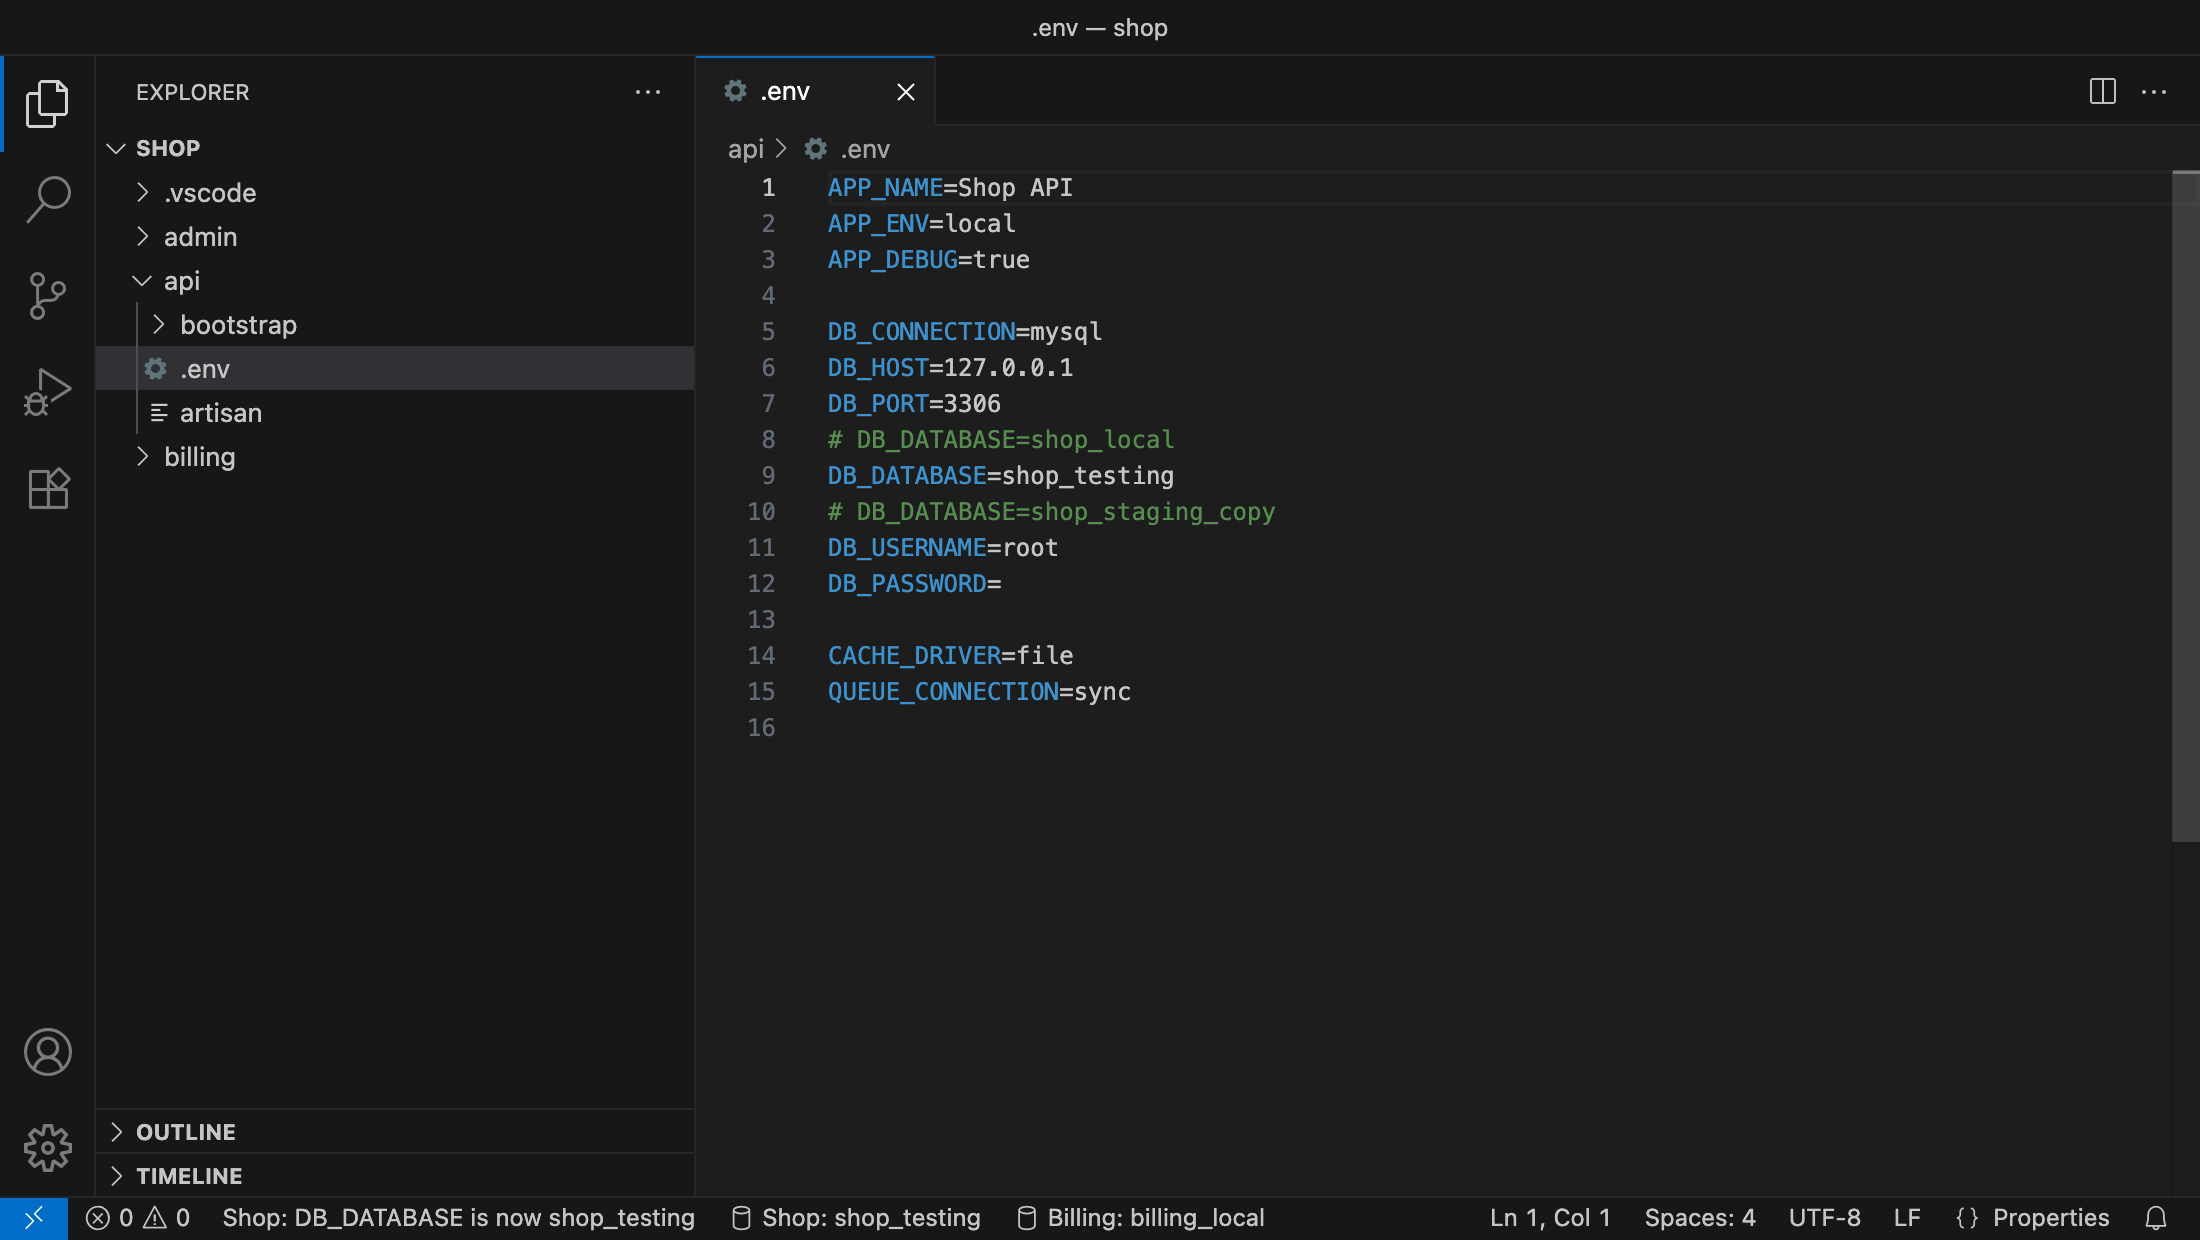 .env — shop
EXPLORER
SHOP
.vscode
admin
api
bootstrap
.env
artisan
billing
OUTLINE
TIMELINE
.env
api > .env
1 APP_NAME=Shop API
2 APP_ENV=local
3 APP_DEBUG=true
4
5 DB_CONNECTION=mysql
6 DB_HOST=127.0.0.1
7 DB_PORT=3306
8 # DB_DATABASE=shop_local
9 DB_DATABASE=shop_testing
10 # DB_DATABASE=shop_staging_copy
11 DB_USERNAME=root
12 DB_PASSWORD=
13
14 CACHE_DRIVER=file
15 QUEUE_CONNECTION=sync
16
0 0 Shop: DB_DATABASE is now shop_testing Shop: shop_testing Billing: billing_local Ln 1, Col 1 Spaces: 4 UTF-8 LF {} Properties